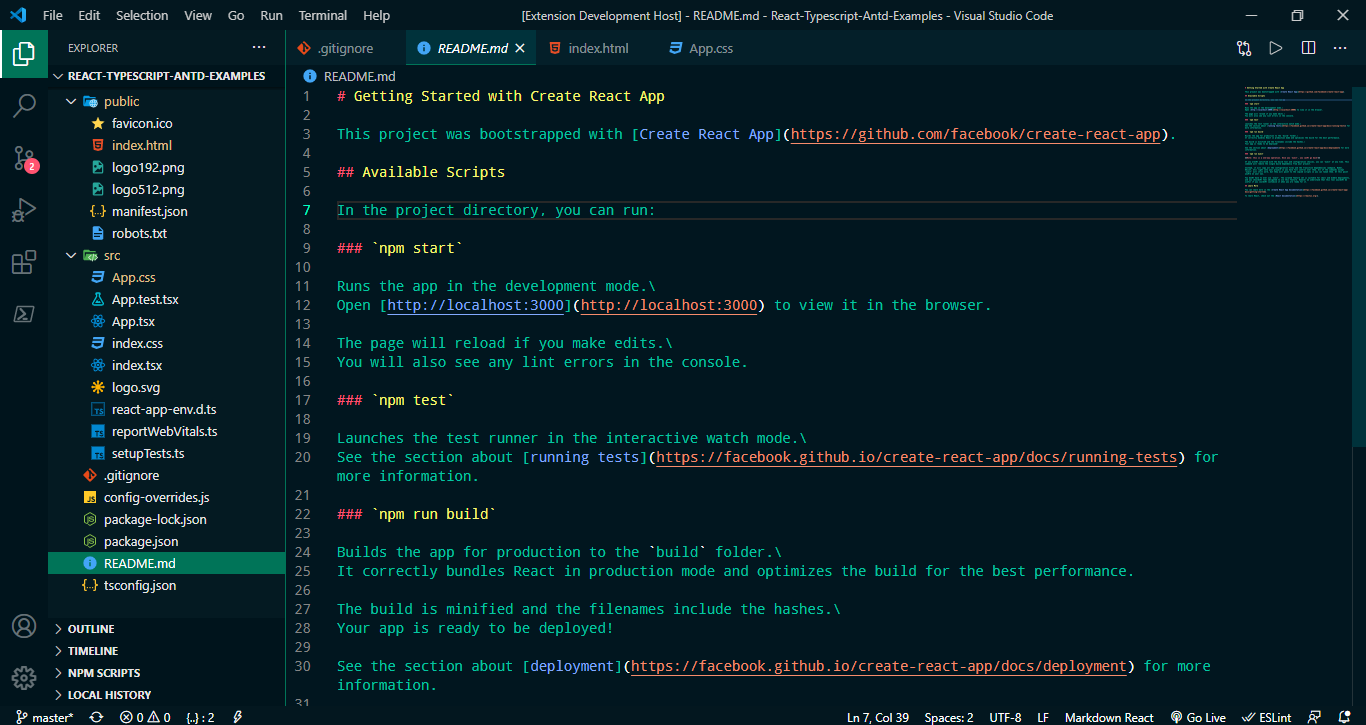 File Edit Selection View Go Run Terminal Help
[Extension Development Host] - README.md - React-Typescript-Antd-Examples - Visual Studio Code
EXPLORER
REACT-TYPESCRIPT-ANTD-EXAMPLES
public
favicon.ico
index.html
logo192.png
logo512.png
manifest.json
robots.txt
src
App.css
App.test.tsx
App.tsx
index.css
index.tsx
logo.svg
react-app-env.d.ts
reportWebVitals.ts
setupTests.ts
.gitignore
config-overrides.js
package-lock.json
package.json
README.md
tsconfig.json
OUTLINE
TIMELINE
NPM SCRIPTS
LOCAL HISTORY
2
.gitignore README.md index.html App.css
README.md
1 # Getting Started with Create React App
2
3 This project was bootstrapped with [Create React App](https://github.com/facebook/create-react-app).
4
5 ## Available Scripts
6
7 In the project directory, you can run:
8
9 ### `npm start`
10
11 Runs the app in the development mode.\
12 Open [http://localhost:3000](http://localhost:3000) to view it in the browser.
13
14 The page will reload if you make edits.\
15 You will also see any lint errors in the console.
16
17 ### `npm test`
18
19 Launches the test runner in the interactive watch mode.\
20 See the section about [running tests](https://facebook.github.io/create-react-app/docs/running-tests) for
more information.
21
22 ### `npm run build`
23
24 Builds the app for production to the `build` folder.\
25 It correctly bundles React in production mode and optimizes the build for the best performance.
26
27 The build is minified and the filenames include the hashes.\
28 Your app is ready to be deployed!
29
30 See the section about [deployment](https://facebook.github.io/create-react-app/docs/deployment) for more
information.
31
master* 0 0 {..} : 2
Ln 7, Col 39 Spaces: 2 UTF-8 LF Markdown React Go Live ESLint